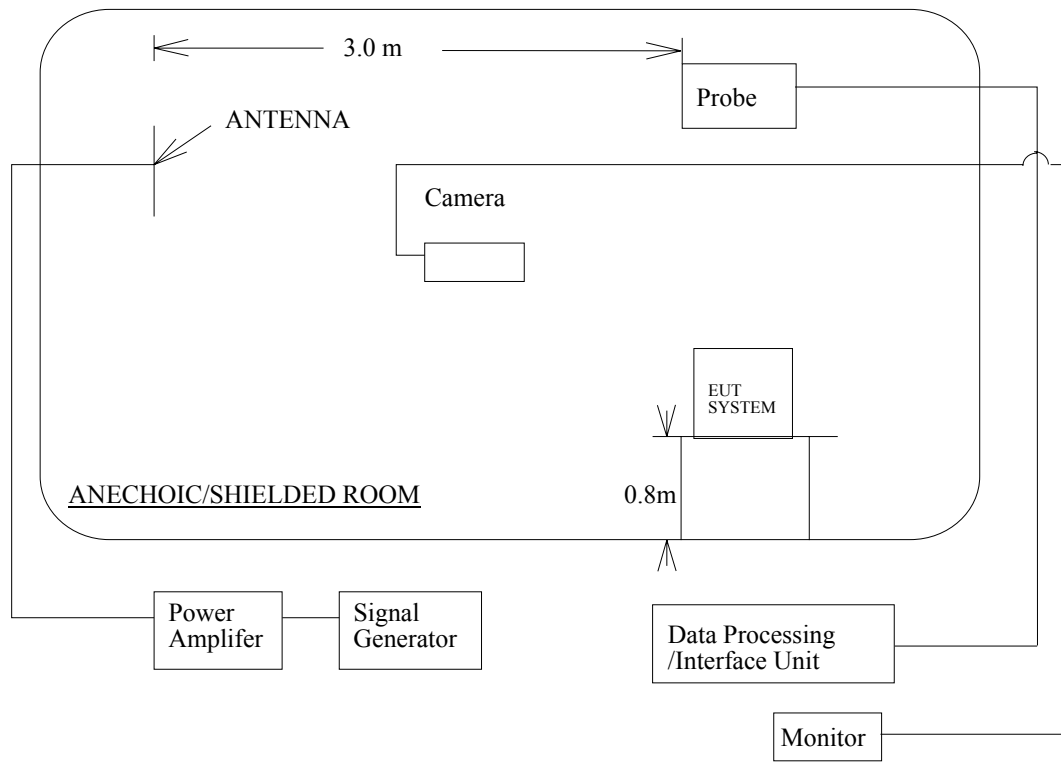 3.0 m
Probe
ANTENNA
Camera
EUT
SYSTEM
ANECHOIC/SHIELDED ROOM
0.8m
Power
Amplifer
Signal
Generator
Data Processing
/Interface Unit
Monitor